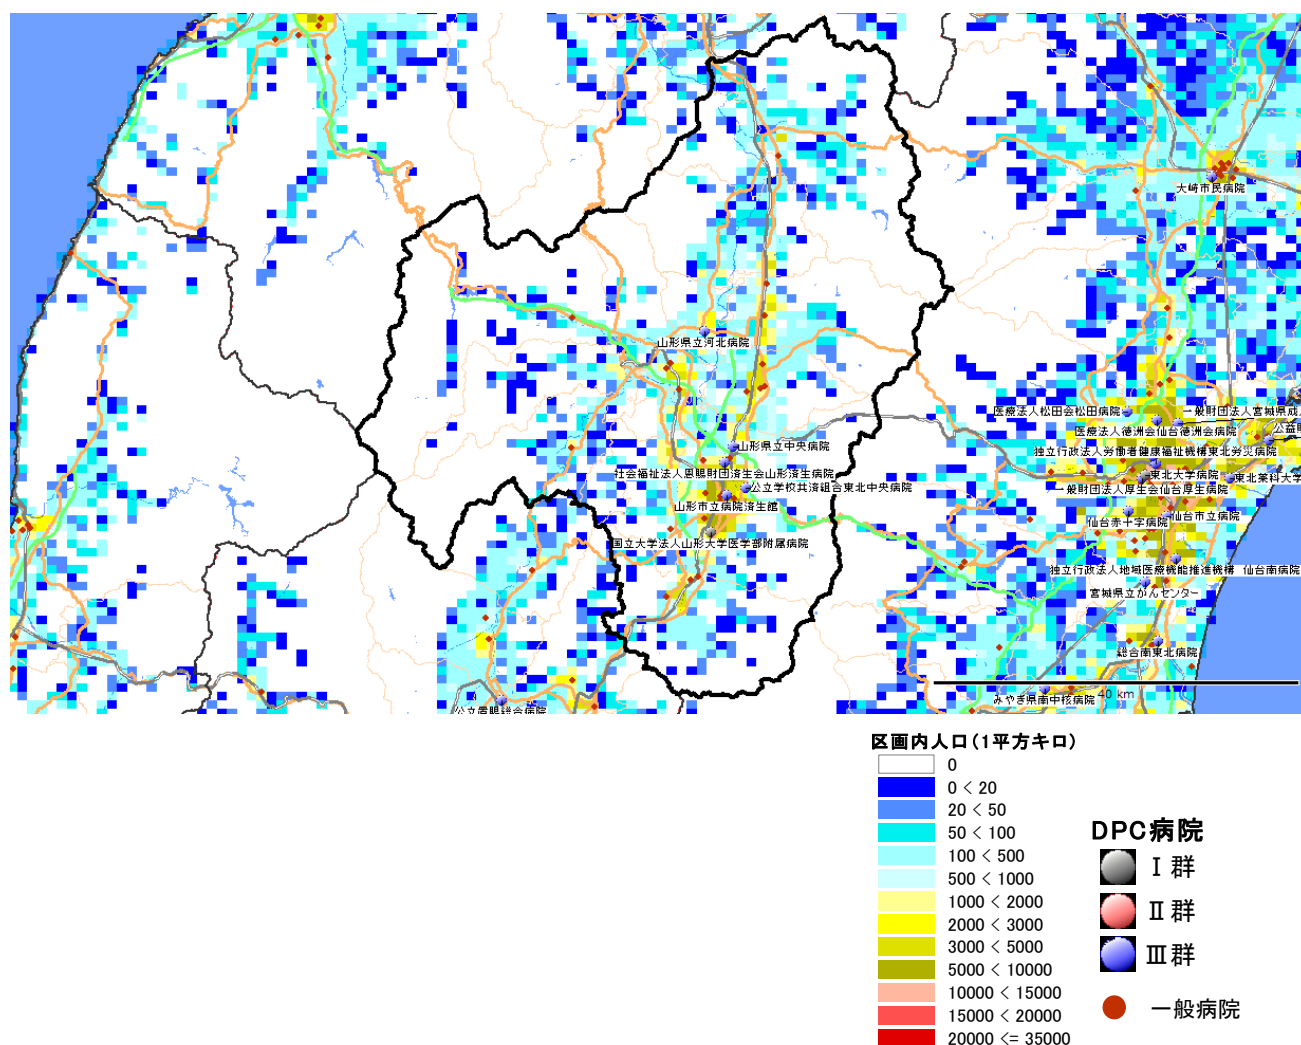 大崎市民病院
山形県立河北病院
医療法人松田会松田病院
一般財団法人宮城県成人
医療法人徳洲会仙台徳洲会病院
公益財
山形県立中央病院
独立行政法人労働者健康福祉機構東北労災病院
社会福祉法人恩賜財団済生会山形済生病院
東北大学病院
東北薬科大学
公立学校共済組合東北中央病院
一般財団法人厚生会仙台厚生病院
山形市立病院済生館
仙台赤十字病院
仙台市立病院
国立大学法人山形大学医学部附属病院
独立行政法人地域医療機能推進機構 仙台南病院
宮城県立がんセンター
総合南東北病院
40 km
みやぎ県南中核病院
公立置賜総合病院
区画内人口(1平方キロ)
0
0 < 20
20 < 50
50 < 100
100 < 500
500 < 1000
1000 < 2000
2000 < 3000
3000 < 5000
5000 < 10000
10000 < 15000
15000 < 20000
20000 <= 35000
DPC病院
Ⅰ群
Ⅱ群
Ⅲ群
一般病院